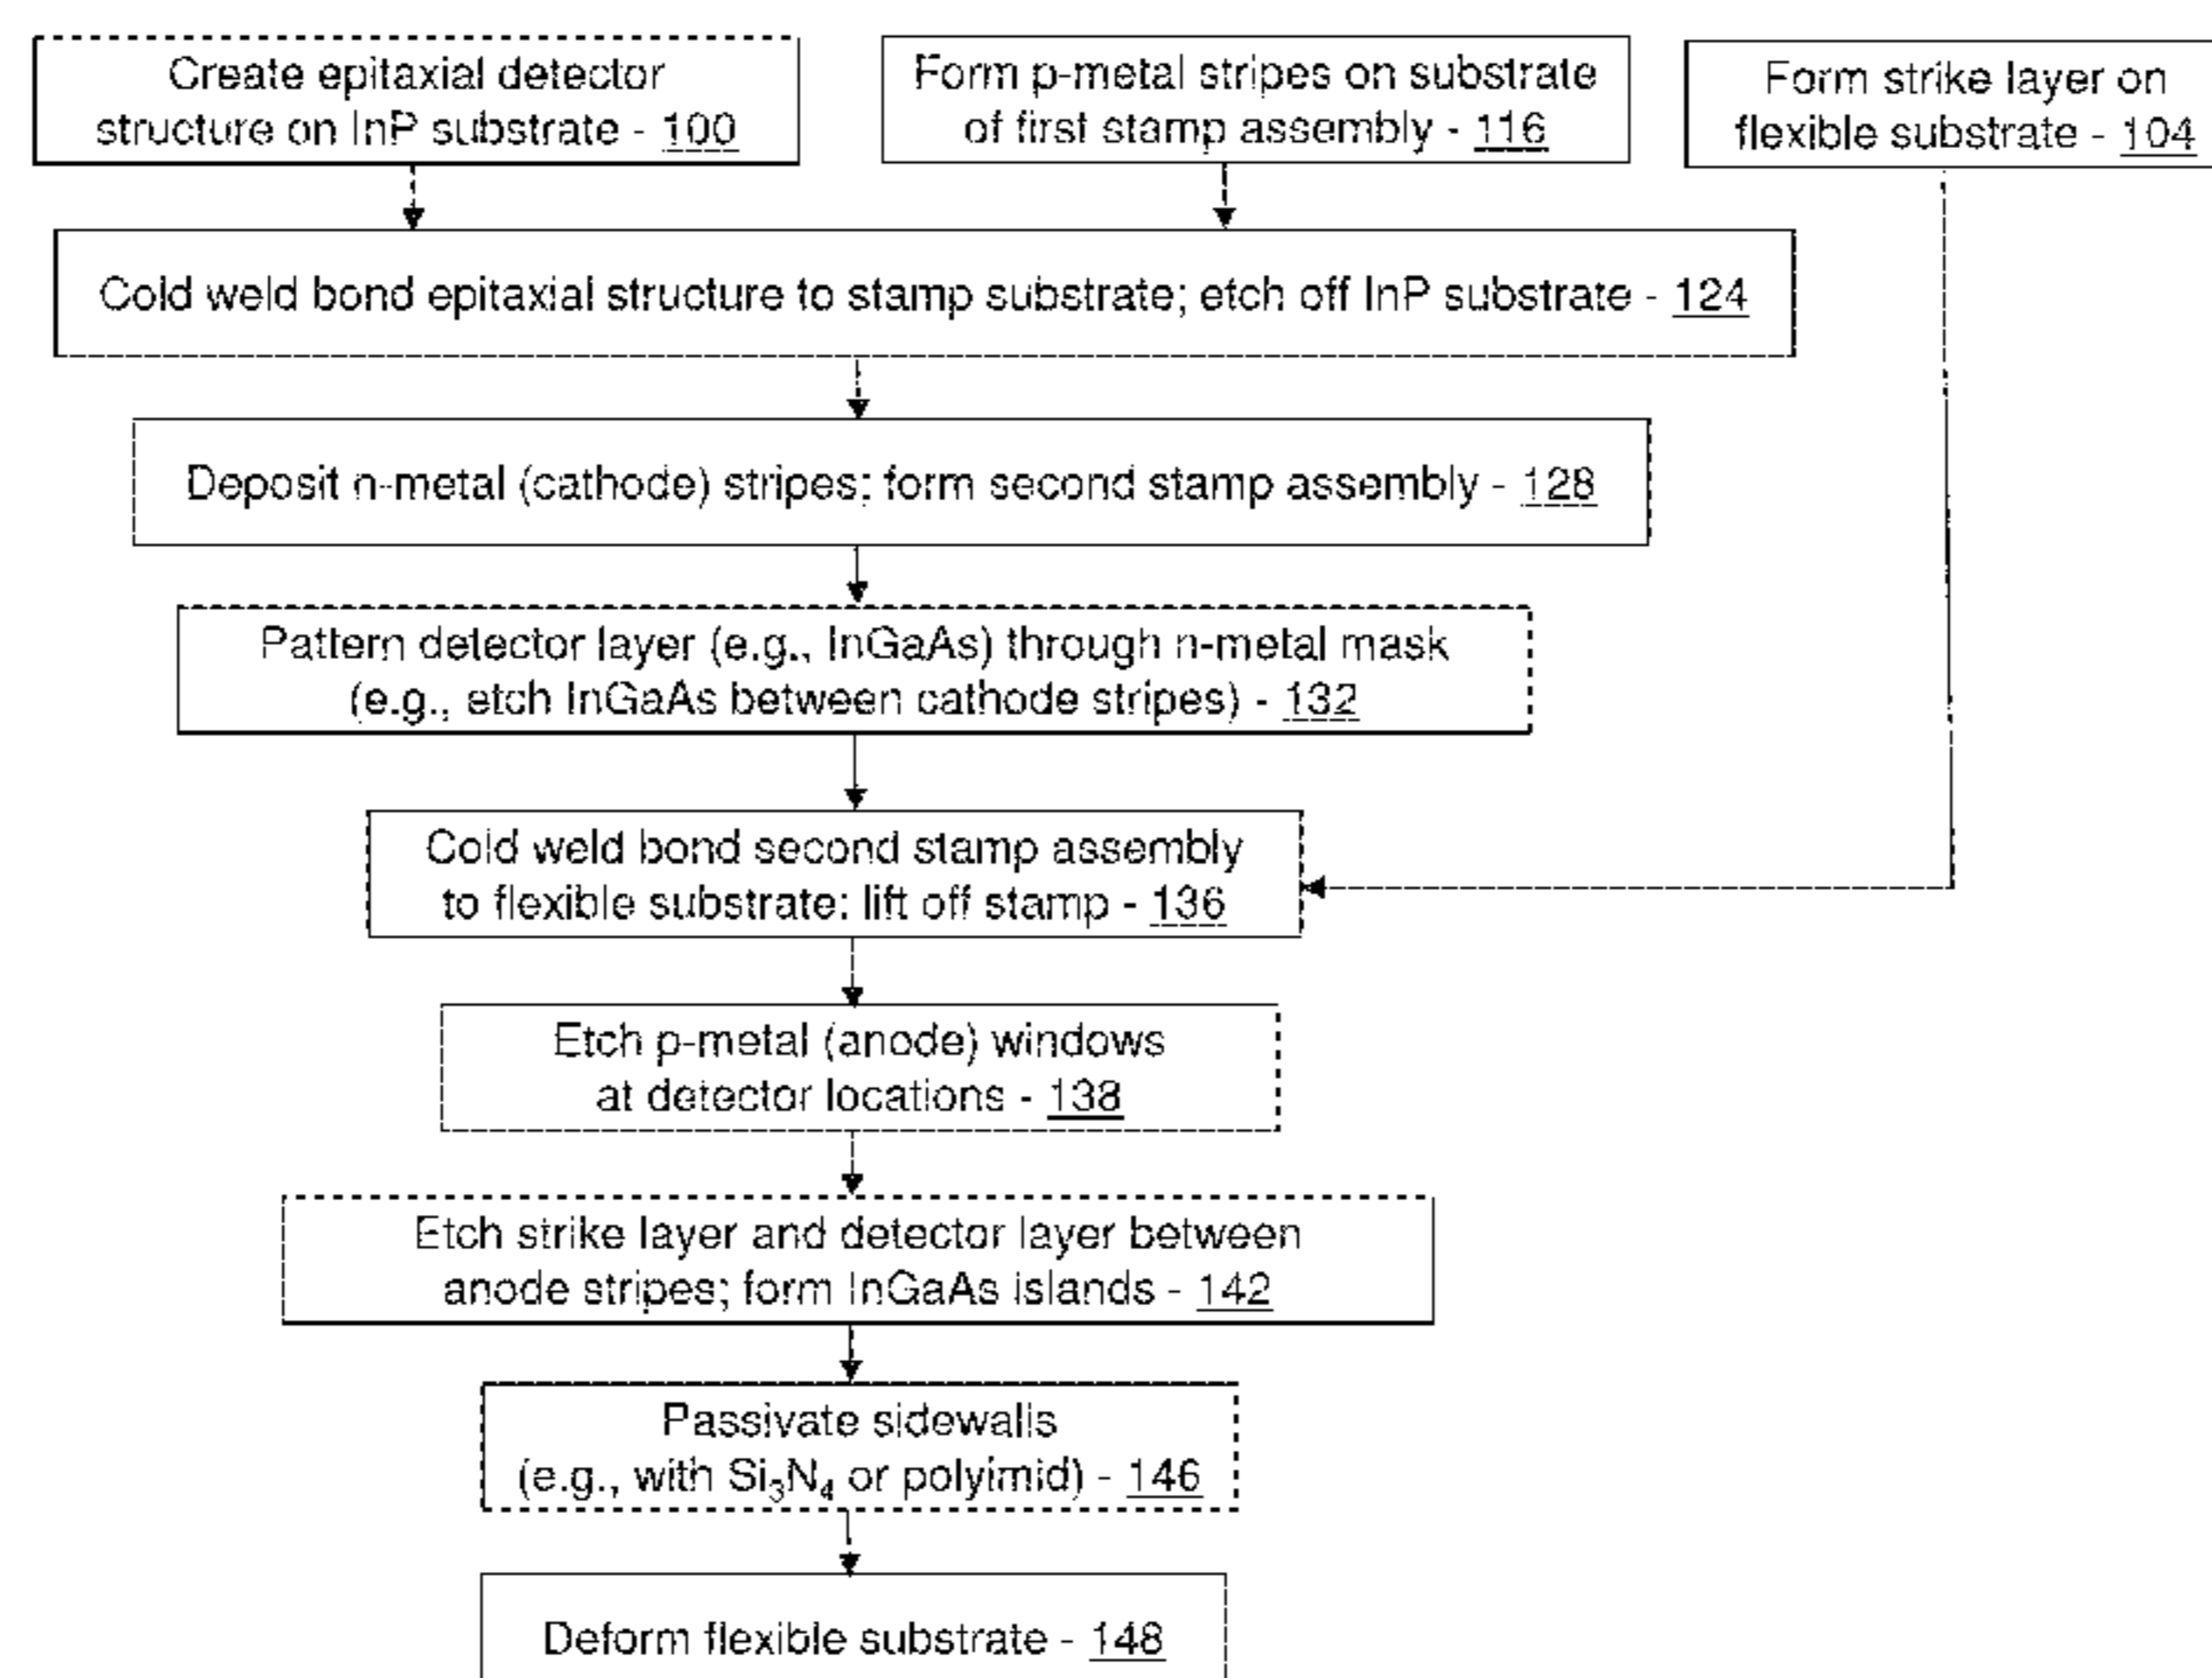 Create epitaxial detector
structure on InP substrate - 100
Form p-metal stripes on substrate
of first stamp assembly - 116
Form strike layer on
flexible substrate - 104
Cold weld bond epitaxial structure to stamp substrate; etch off InP substrate - 124
Deposit n-metal (cathode) stripes; form second stamp assembly - 128
Pattern detector layer (e.g., InGaAs) through n-metal mask
(e.g., etch InGaAs between cathode stripes) - 132
Cold weld bond second stamp assembly
to flexible substrate; lift off stamp - 136
Etch p-metal (anode) windows
at detector locations - 138
Etch strike layer and detector layer between
anode stripes; form InGaAs islands - 142
Passivate sidewalls
(e.g., with Si₃N₄ or polyimid) - 146
Deform flexible substrate - 148